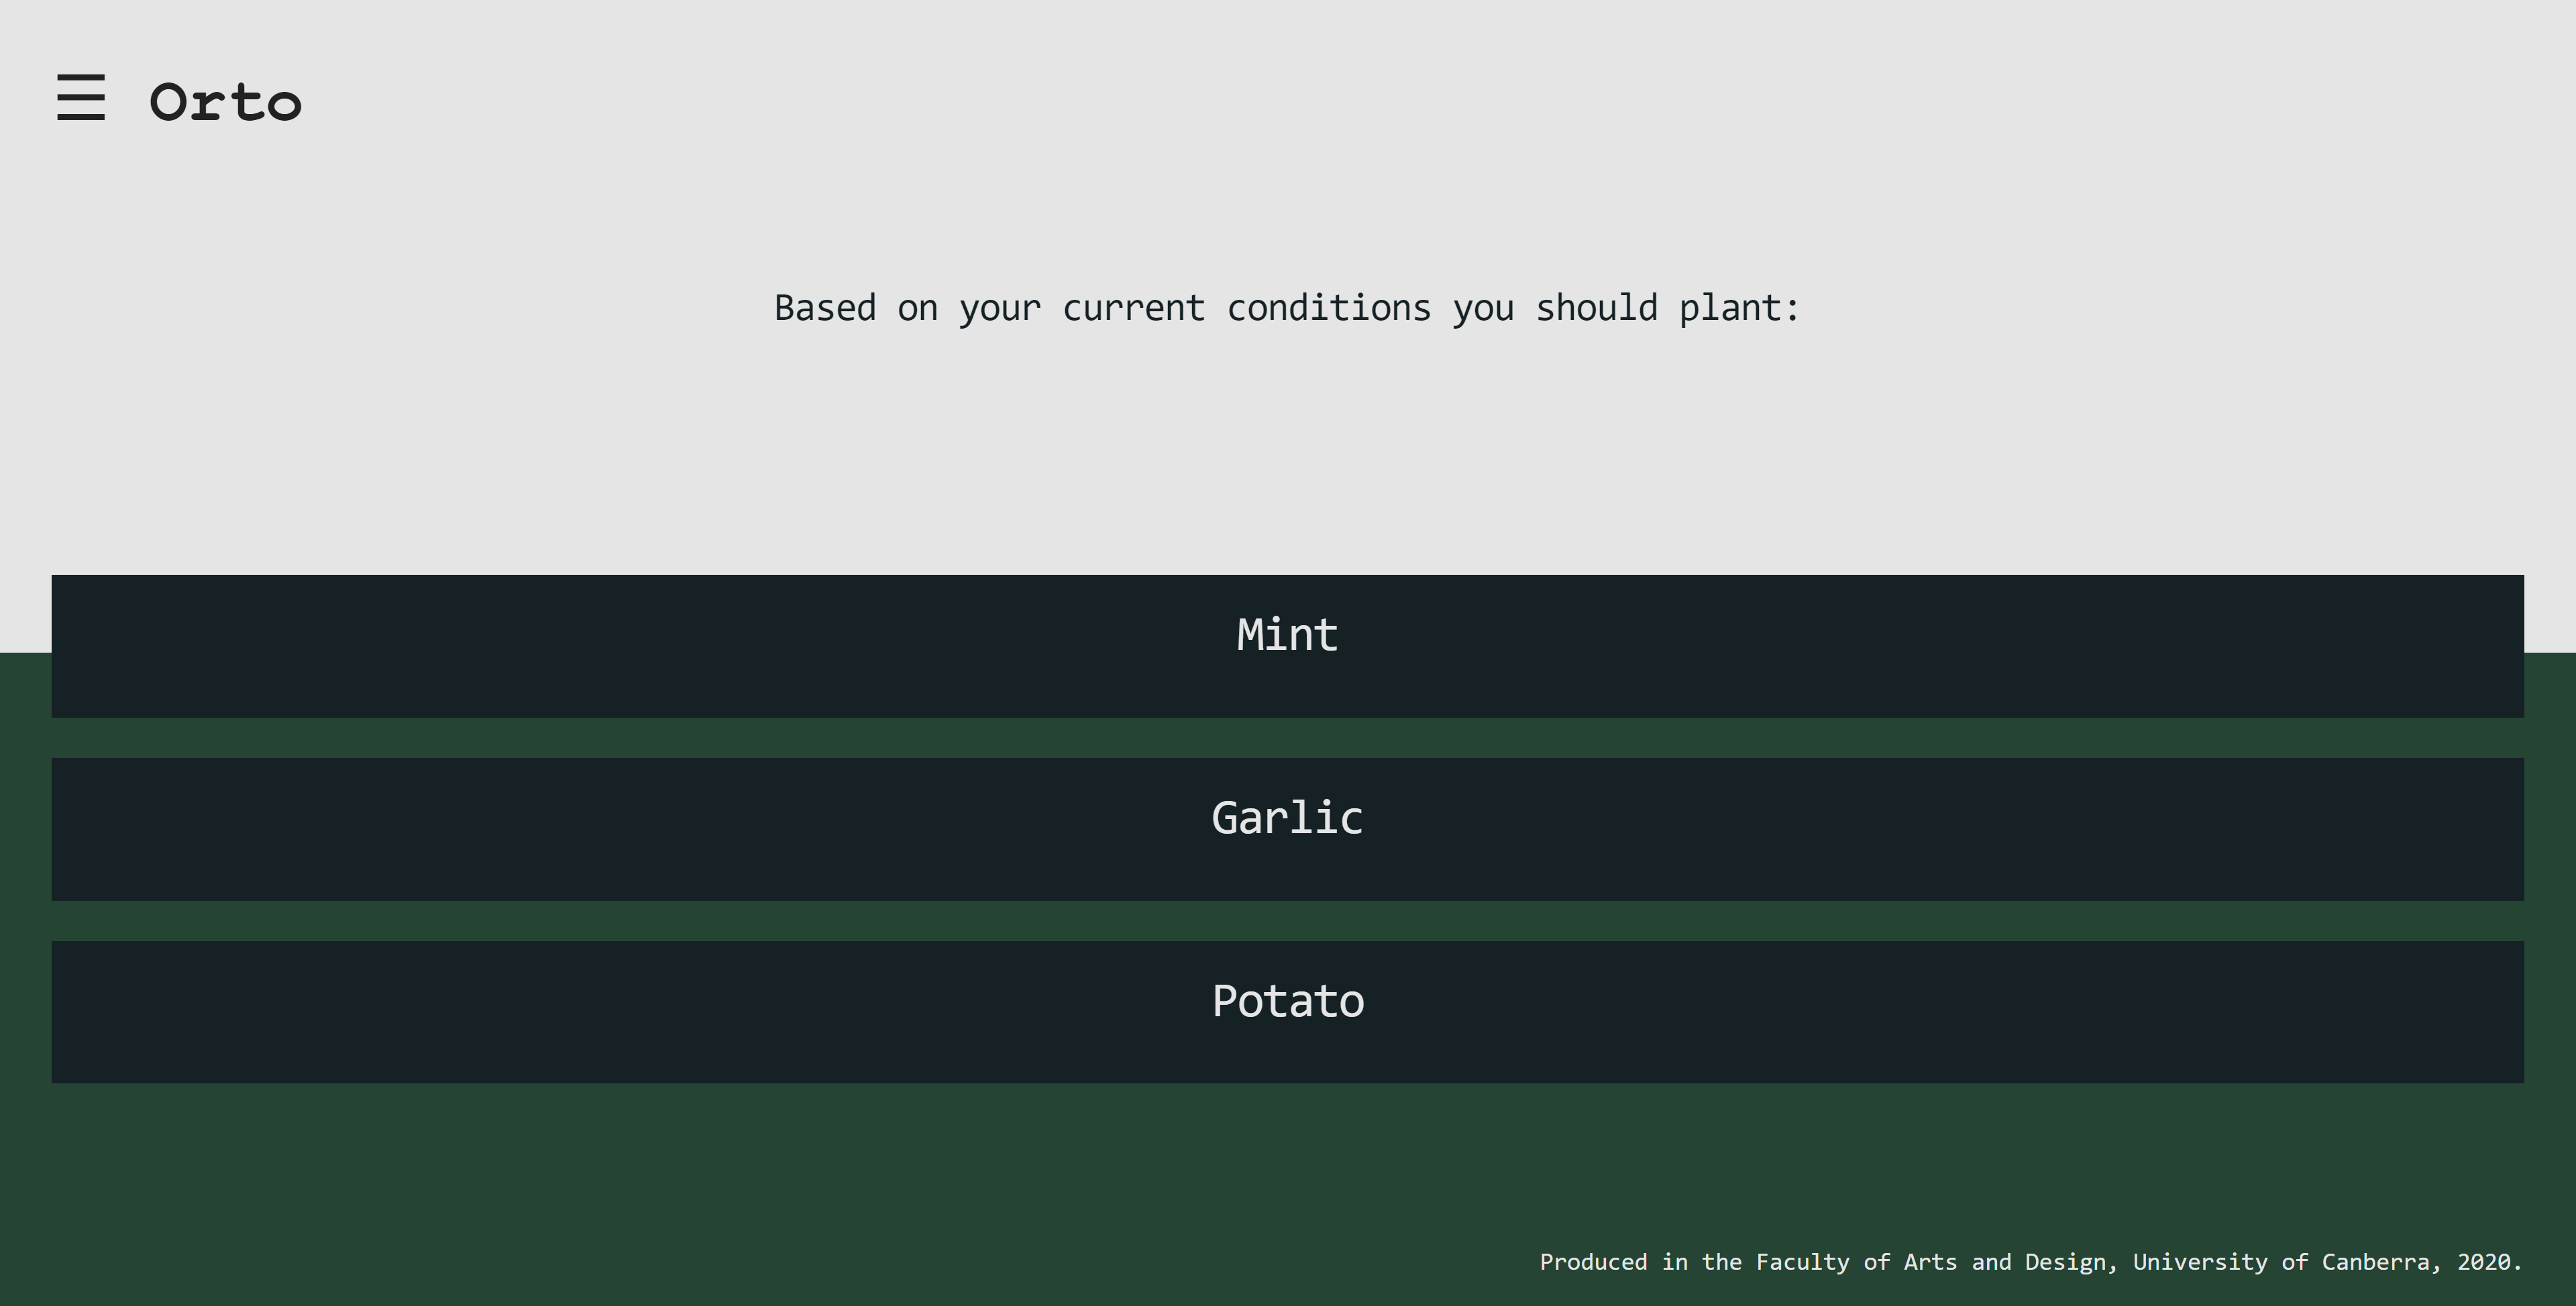 Orto
Based on your current conditions you should plant:
Mint
Garlic
Potato
Produced in the Faculty of Arts and Design, University of Canberra, 2020.